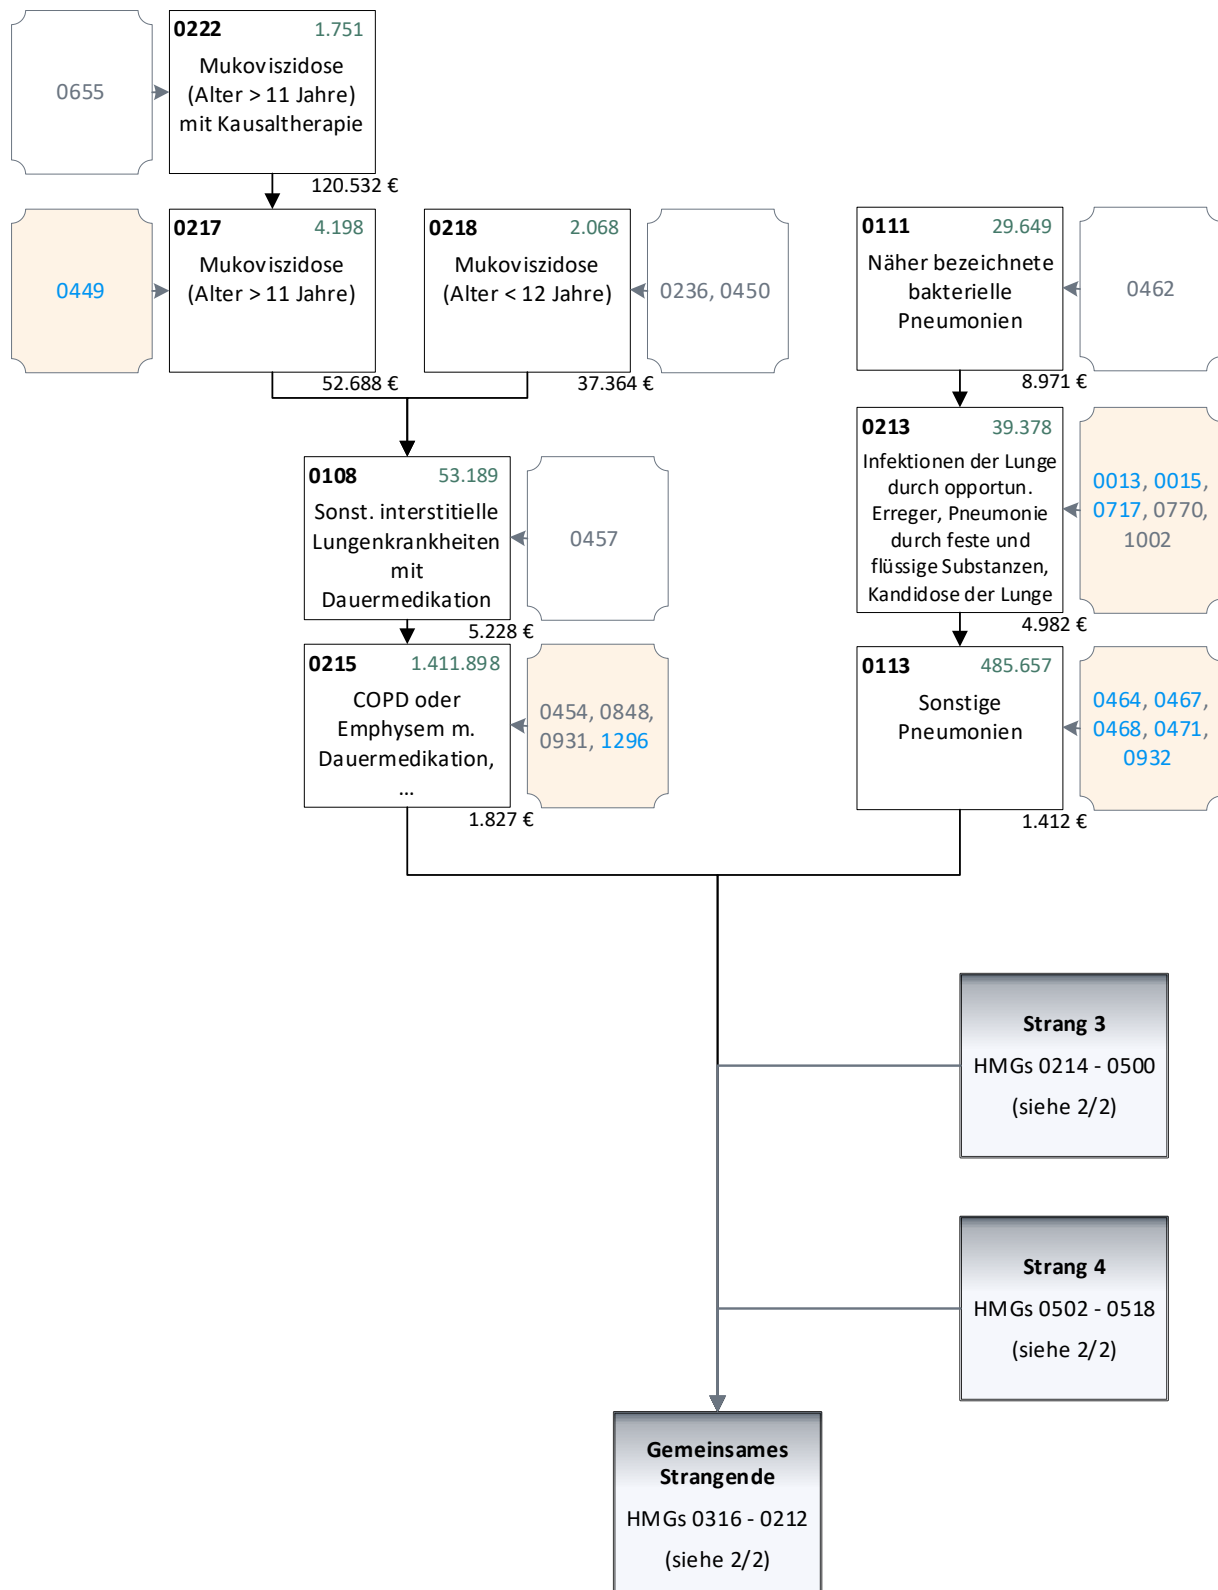 0222 1.751
Mukoviszidose
(Alter > 11 Jahre)
mit Kausaltherapie
0655
120.532 €
0449
0217 4.198
Mukoviszidose
(Alter > 11 Jahre)
52.688 €
0218 2.068
Mukoviszidose
(Alter < 12 Jahre)
37.364 €
0236, 0450
0111 29.649
Näher bezeichnete
bakterielle
Pneumonien
8.971 €
0462
0108 53.189
Sonst. interstitielle
Lungenkrankheiten
mit
Dauermedikation
5.228 €
0457
0213 39.378
Infektionen der Lunge
durch opportun.
Erreger, Pneumonie
durch feste und
flüssige Substanzen,
Kandidose der Lunge
4.982 €
0013, 0015,
0717, 0770,
1002
0215 1.411.898
COPD oder
Emphysem m.
Dauermedikation,
...
1.827 €
0454, 0848,
0931, 1296
0113 485.657
Sonstige
Pneumonien
1.412 €
0464, 0467,
0468, 0471,
0932
Strang 3
HMGs 0214 - 0500
(siehe 2/2)
Strang 4
HMGs 0502 - 0518
(siehe 2/2)
Gemeinsames
Strangende
HMGs 0316 - 0212
(siehe 2/2)